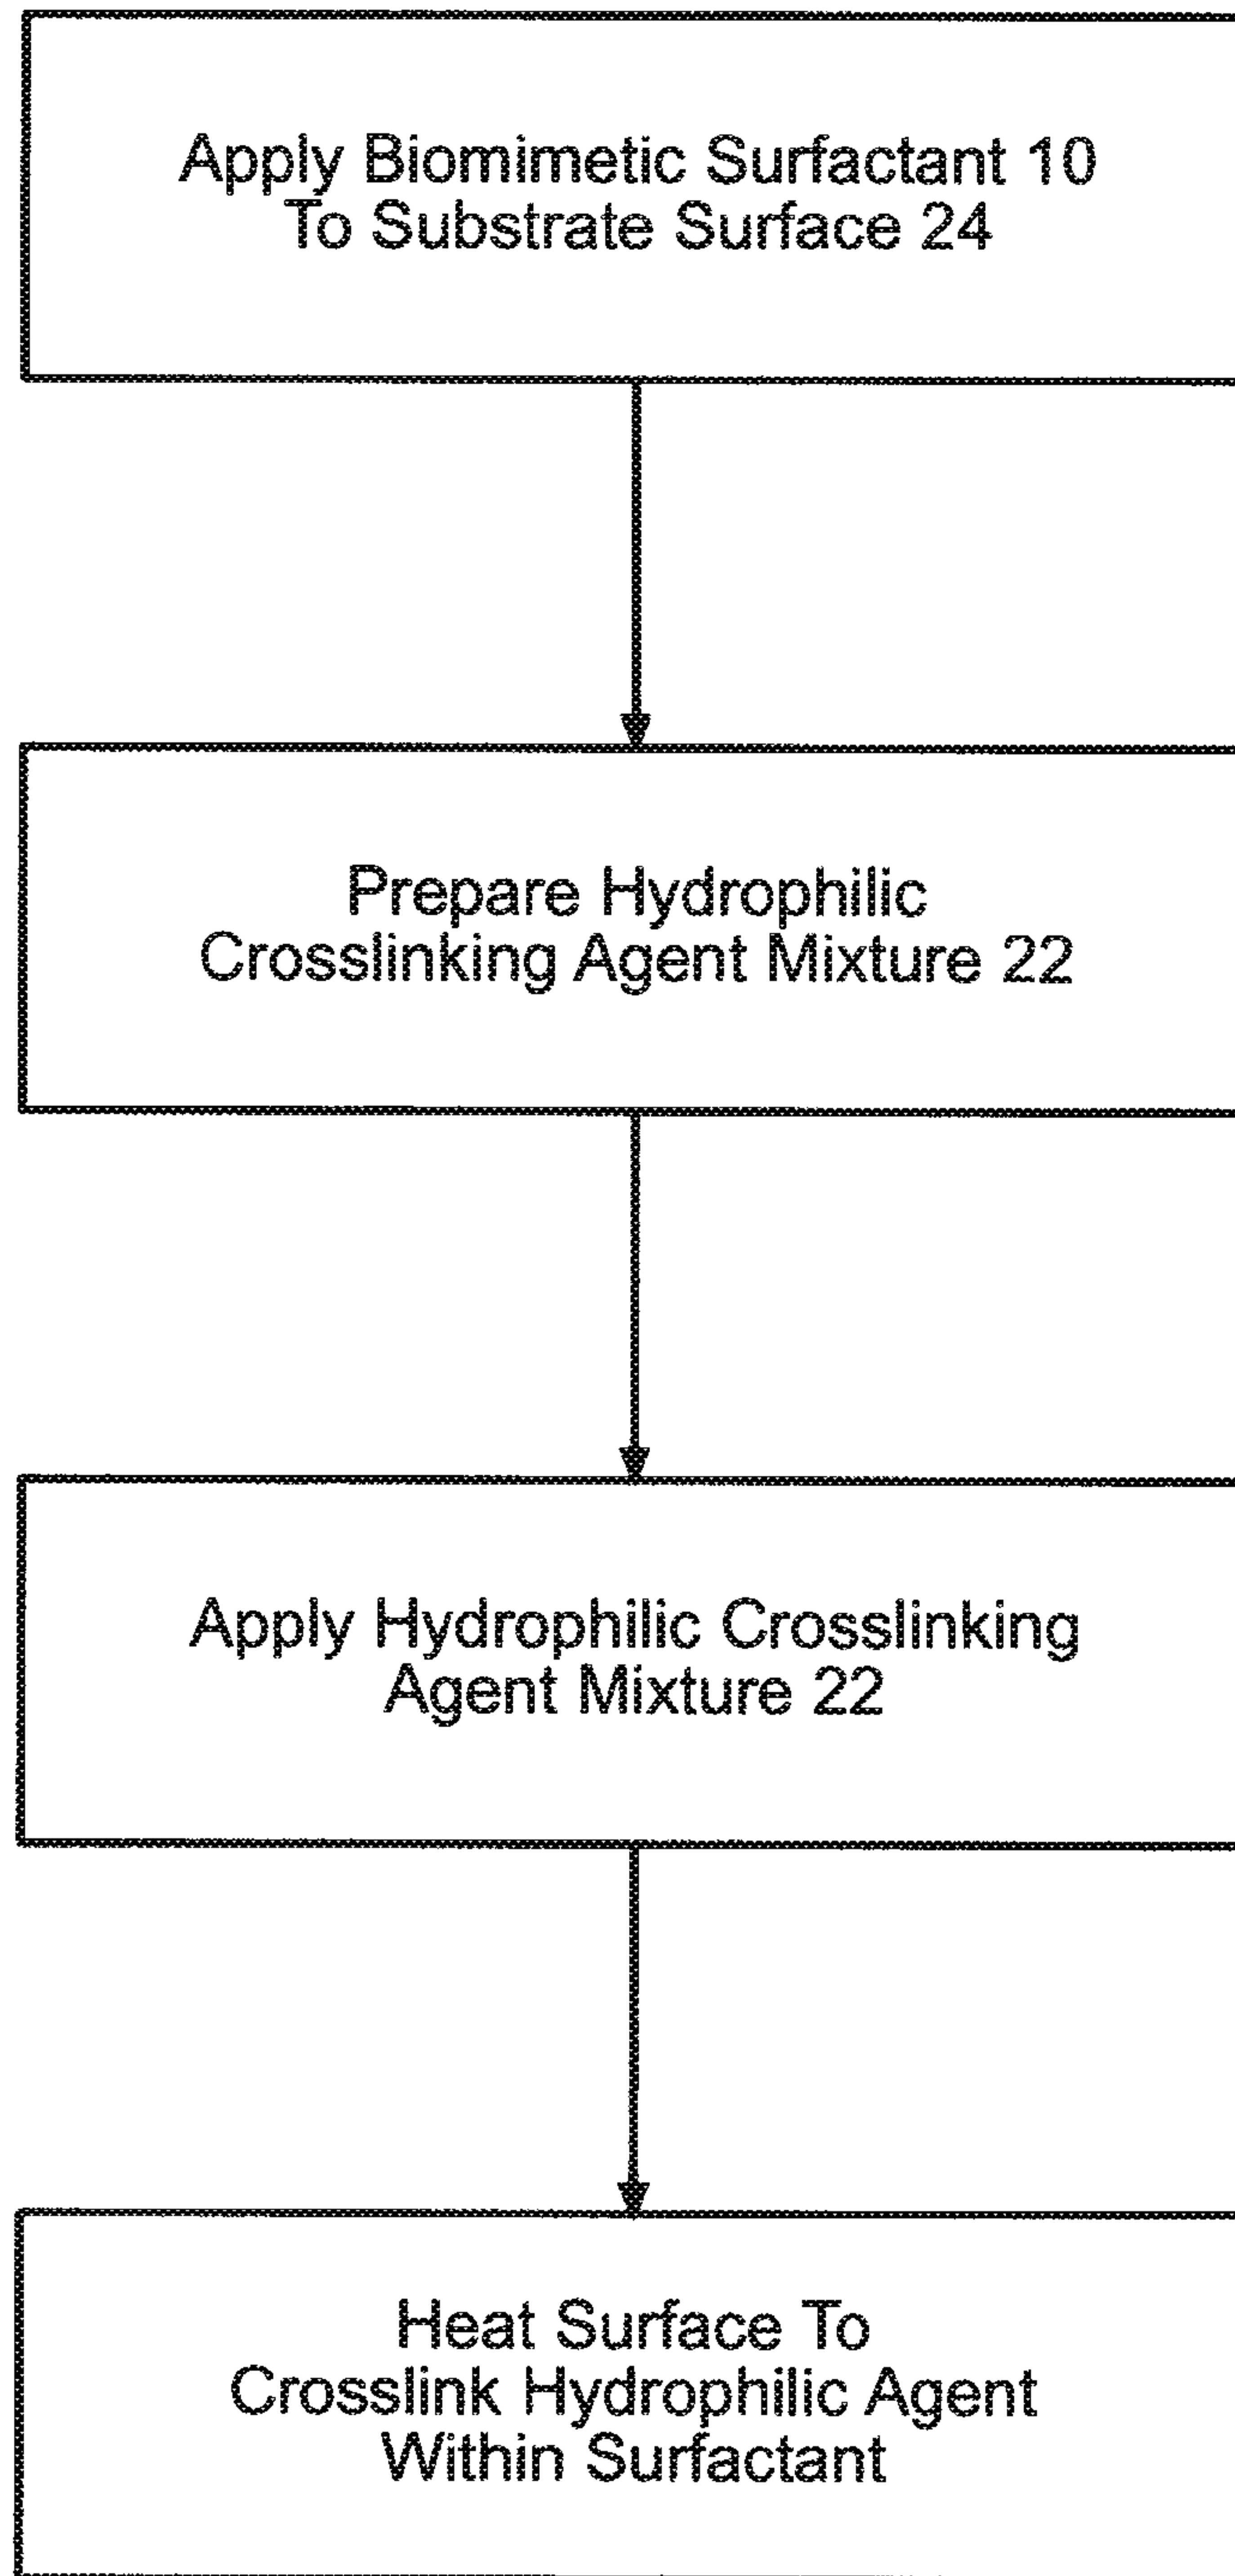 Apply Biomimetic Surfactant 10
To Substrate Surface 24
Prepare Hydrophilic
Crosslinking Agent Mixture 22
Apply Hydrophilic Crosslinking
Agent Mixture 22
Heat Surface To
Crosslink Hydrophilic Agent
Within Surfactant